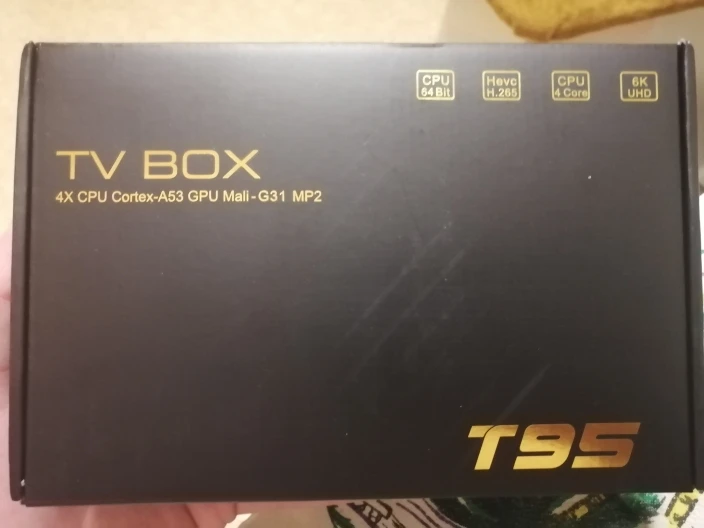 CPU
64 Bit
Hevc
H.265
CPU
4 Core
6K
UHD
TV BOX
4X CPU Cortex-A53 GPU Mali-G31 MP2
T95